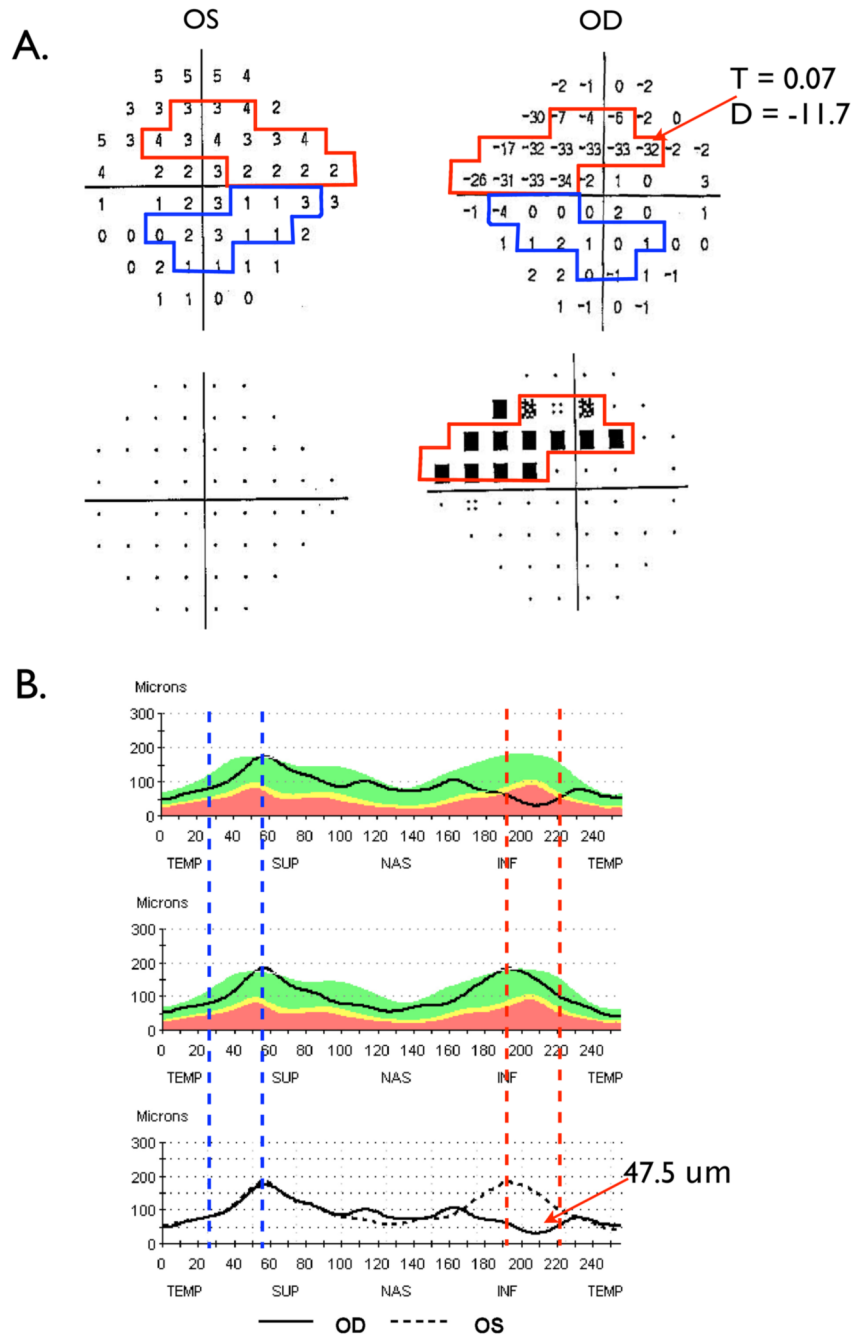 A.
OS
5 5 5 4
3 3 3 3 4 2
5 3 4 3 4 3 3 4
4 2 2 3 2 2 2 2
1 1 2 3 1 1 3 3
0 0 0 2 3 1 1 2
0 2 1 1 1 1
1 1 0 0
OD
-2 -1 0 -2
-30 -7 -4 -6 -2 0
-17 -32 -33 -33 -33 -32 -2 -2
-26 -31 -33 -34 -2 1 0 3
-1 -4 0 0 0 2 0 1
1 1 2 1 0 1 0 0
2 2 0 -1 1 -1
1 -1 0 -1
T = 0.07
D = -11.7
B.
Microns
300
200
100
0
0 20 40 60 80 100 120 140 160 180 200 220 240
TEMP SUP NAS INF TEMP
Microns
300
200
100
0
0 20 40 60 80 100 120 140 160 180 200 220 240
TEMP SUP NAS INF TEMP
Microns
300
200
100
0
47.5 um
0 20 40 60 80 100 120 140 160 180 200 220 240
TEMP SUP NAS INF TEMP
OD OS